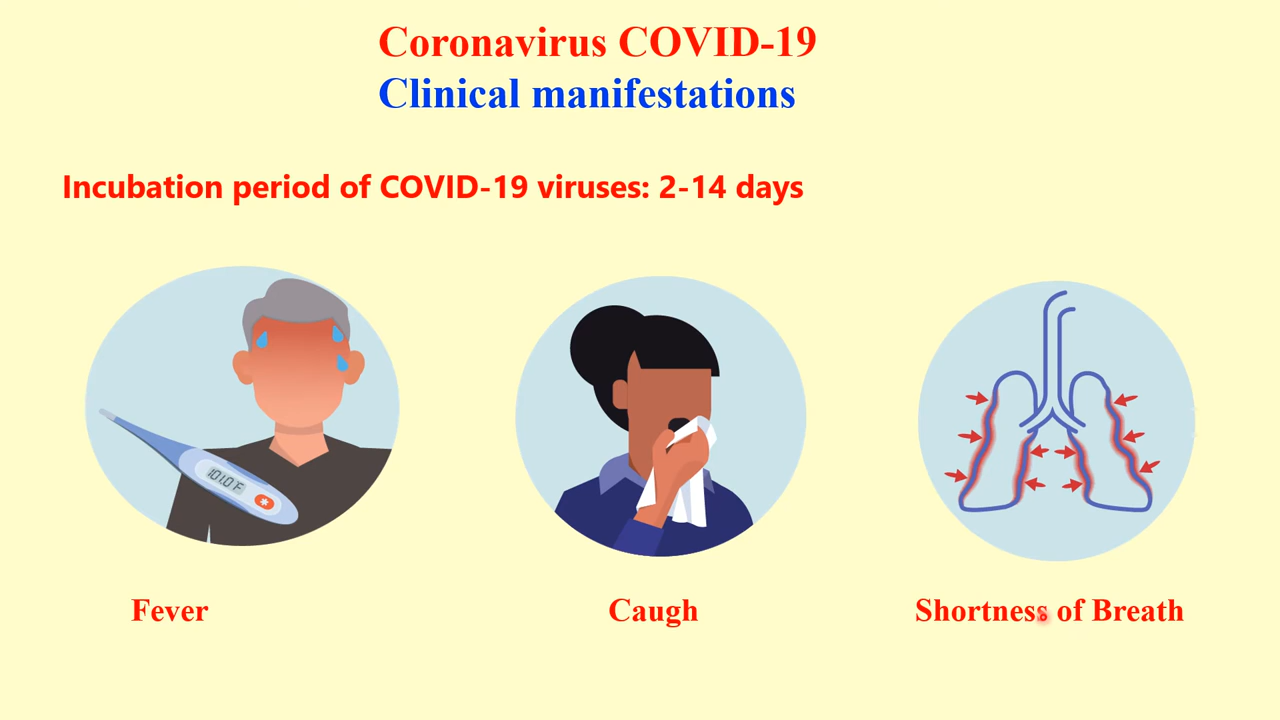 Coronavirus COVID-19
Clinical manifestations
Incubation period of COVID-19 viruses: 2-14 days
101.0°F
Fever
Caugh
Shortness of Breath